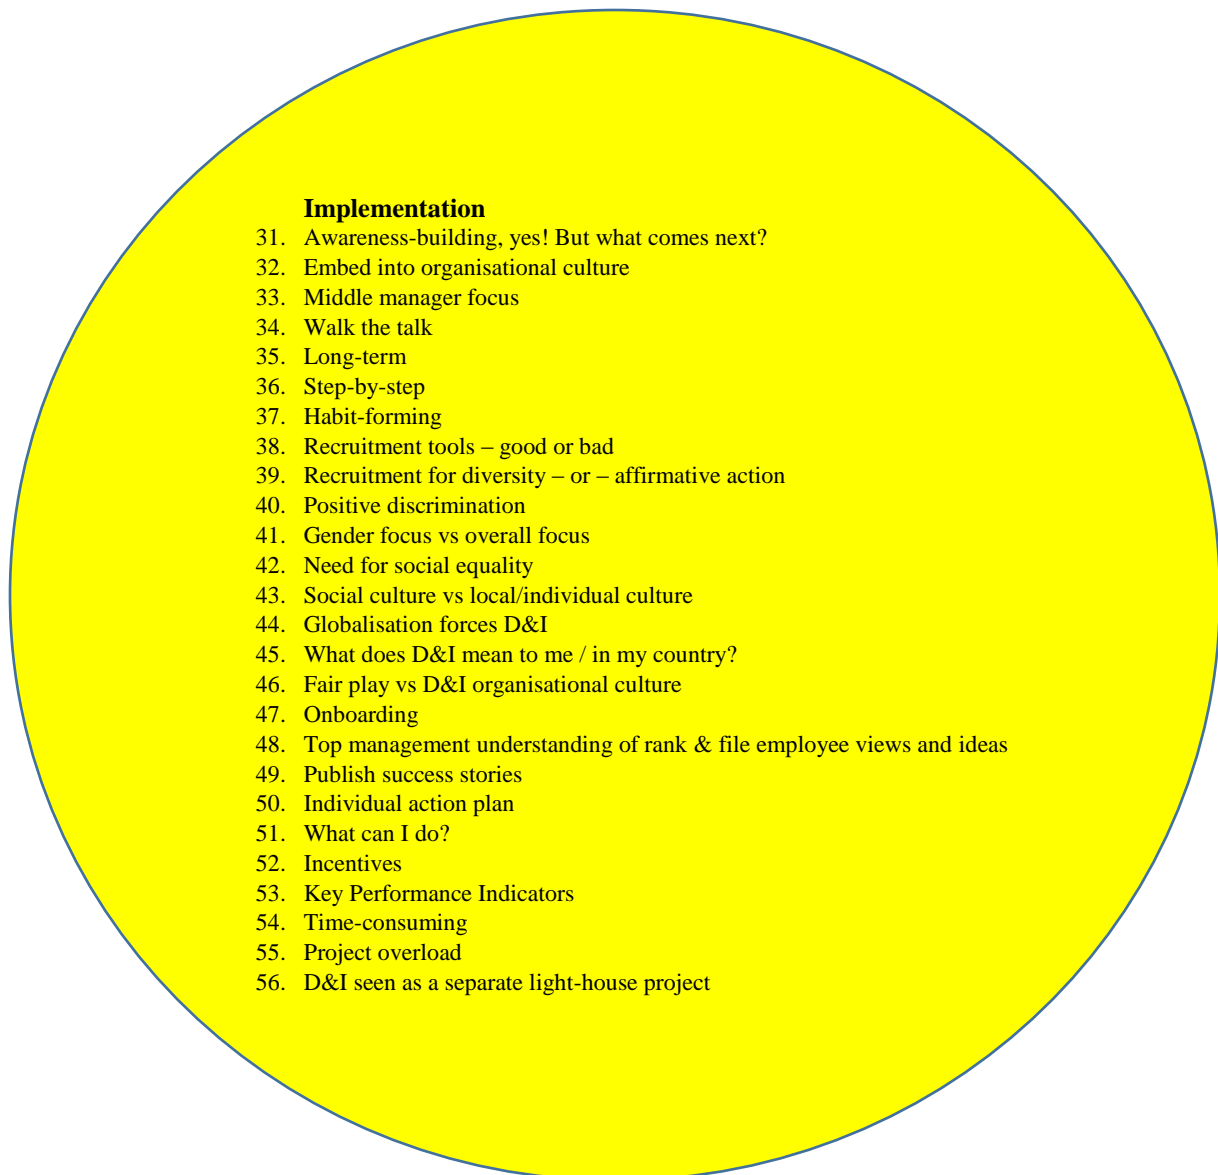 Implementation
31. Awareness-building, yes! But what comes next?
32. Embed into organisational culture
33. Middle manager focus
34. Walk the talk
35. Long-term
36. Step-by-step
37. Habit-forming
38. Recruitment tools – good or bad
39. Recruitment for diversity – or – affirmative action
40. Positive discrimination
41. Gender focus vs overall focus
42. Need for social equality
43. Social culture vs local/individual culture
44. Globalisation forces D&I
45. What does D&I mean to me / in my country?
46. Fair play vs D&I organisational culture
47. Onboarding
48. Top management understanding of rank & file employee views and ideas
49. Publish success stories
50. Individual action plan
51. What can I do?
52. Incentives
53. Key Performance Indicators
54. Time-consuming
55. Project overload
56. D&I seen as a separate light-house project